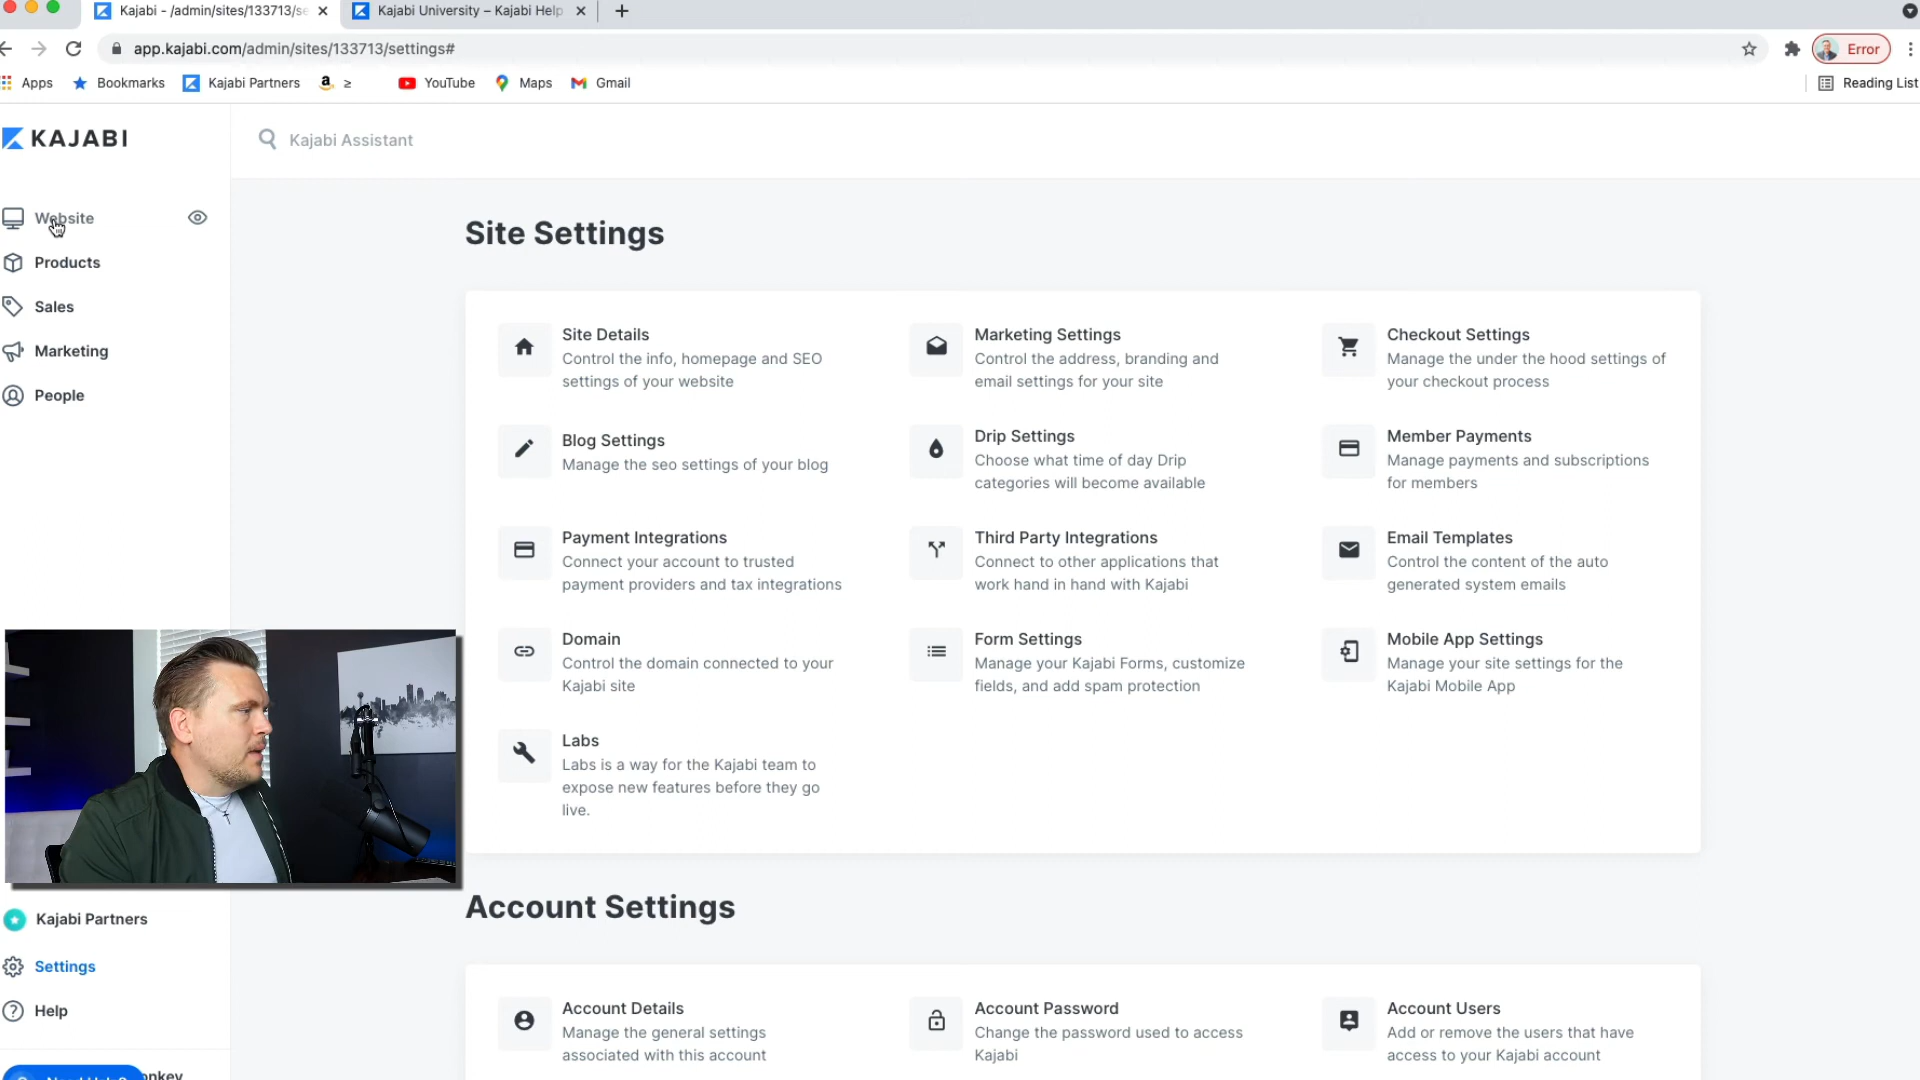 Kajabi - /admin/sites/133713/se
Kajabi University – Kajabi Help
app.kajabi.com/admin/sites/133713/settings#
Error
Apps
Bookmarks
Kajabi Partners
≥
YouTube
Maps
Gmail
Reading List
KAJABI
Kajabi Assistant
Website
Products
Sales
Marketing
People
Site Settings
Site Details
Control the info, homepage and SEO
settings of your website
Marketing Settings
Control the address, branding and
email settings for your site
Checkout Settings
Manage the under the hood settings of
your checkout process
Blog Settings
Manage the seo settings of your blog
Drip Settings
Choose what time of day Drip
categories will become available
Member Payments
Manage payments and subscriptions
for members
Payment Integrations
Connect your account to trusted
payment providers and tax integrations
Third Party Integrations
Connect to other applications that
work hand in hand with Kajabi
Email Templates
Control the content of the auto
generated system emails
Domain
Control the domain connected to your
Kajabi site
Form Settings
Manage your Kajabi Forms, customize
fields, and add spam protection
Mobile App Settings
Manage your site settings for the
Kajabi Mobile App
Labs
Labs is a way for the Kajabi team to
expose new features before they go
live.
Kajabi Partners
Settings
Help
Account Settings
Account Details
Manage the general settings
associated with this account
Account Password
Change the password used to access
Kajabi
Account Users
Add or remove the users that have
access to your Kajabi account